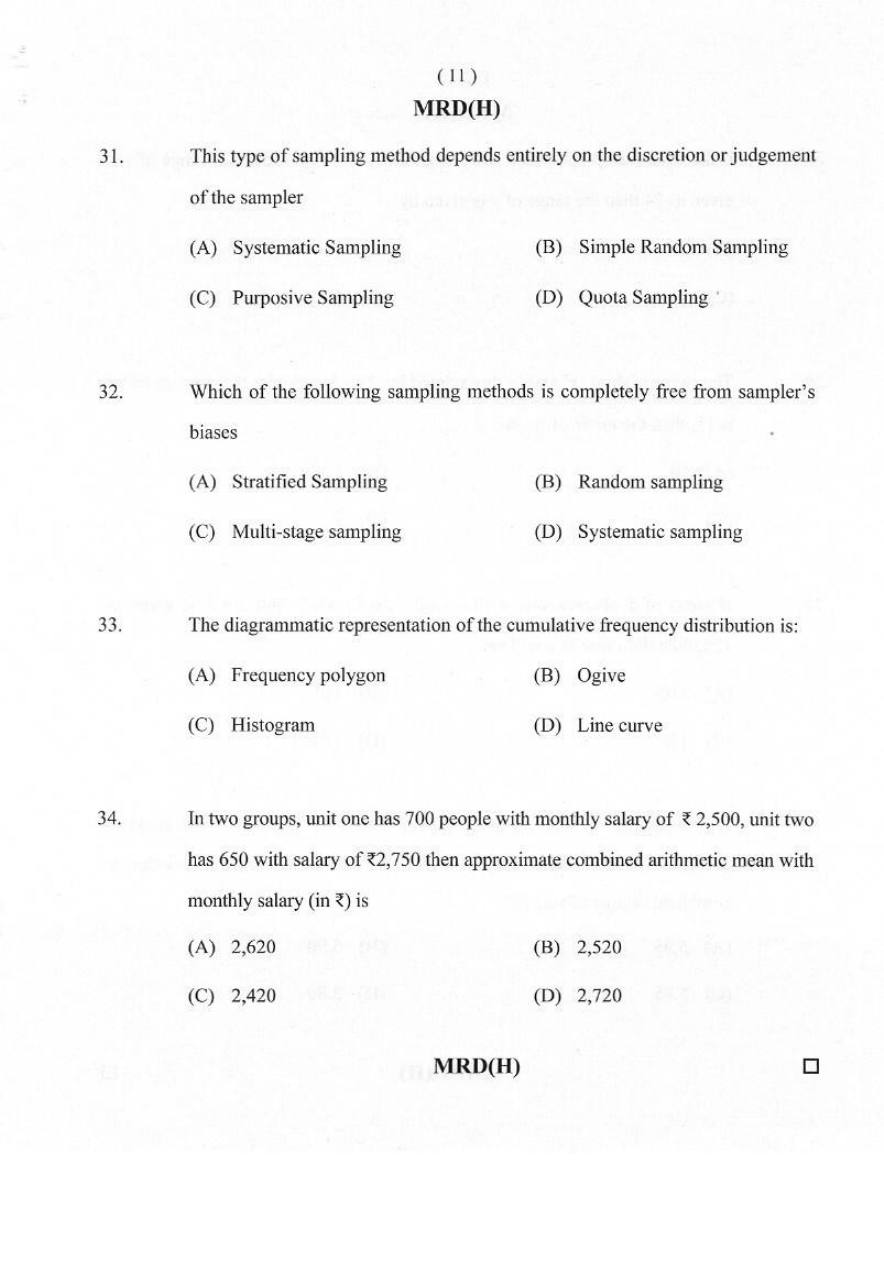 ( 11 )
MRD(H)
31. This type of sampling method depends entirely on the discretion or judgement
of the sampler
(A) Systematic Sampling (B) Simple Random Sampling
(C) Purposive Sampling (D) Quota Sampling
32. Which of the following sampling methods is completely free from sampler's
biases
(A) Stratified Sampling (B) Random sampling
(C) Multi-stage sampling (D) Systematic sampling
33. The diagrammatic representation of the cumulative frequency distribution is:
(A) Frequency polygon (B) Ogive
(C) Histogram (D) Line curve
34. In two groups, unit one has 700 people with monthly salary of ₹ 2,500, unit two
has 650 with salary of ₹2,750 then approximate combined arithmetic mean with
monthly salary (in ₹) is
(A) 2,620 (B) 2,520
(C) 2,420 (D) 2,720
MRD(H)